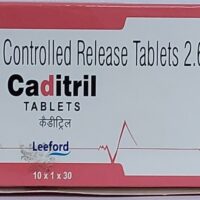 Controlled Release Tablets 2.6
Caditril
TABLETS
कैडीट्रिल
Leeford
10 x 1 x 30